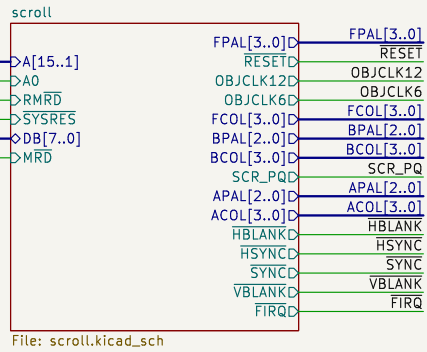 scroll
FPAL[3..0] FPAL[3..0]
RESET RESET
A[15..1] OBJCLK12 OBJCLK12
A0 OBJCLK6 OBJCLK6
RMRD FCOL[3..0] FCOL[3..0]
SYSRES BPAL[2..0] BPAL[2..0]
DB[7..0] BCOL[3..0] BCOL[3..0]
MRD SCR_PQ SCR_PQ
APAL[2..0] APAL[2..0]
ACOL[3..0] ACOL[3..0]
HBLANK HBLANK
HSYNC HSYNC
SYNC SYNC
VBLANK VBLANK
FIRQ FIRQ
File: scroll.kicad_sch